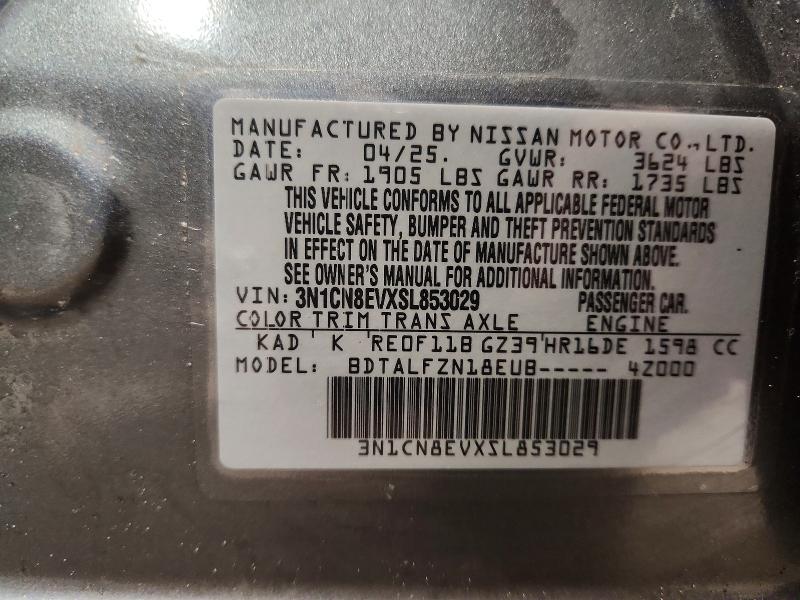 MANUFACTURED BY NISSAN MOTOR CO., LTD.
DATE: 04/25. GVWR: 3624 LBS
GAWR FR: 1905 LBS GAWR RR: 1735 LBS
THIS VEHICLE CONFORMS TO ALL APPLICABLE FEDERAL MOTOR
VEHICLE SAFETY, BUMPER AND THEFT PREVENTION STANDARDS
IN EFFECT ON THE DATE OF MANUFACTURE SHOWN ABOVE.
SEE OWNER'S MANUAL FOR ADDITIONAL INFORMATION.
VIN: 3N1CN8EVXSL853029 PASSENGER CAR.
COLOR TRIM TRANS AXLE ENGINE
KAD K RE0F11B GZ39 HR16DE 1598 CC
MODEL: BDTALFZN18EUB----- 4Z000
3N1CN8EVXSL853029